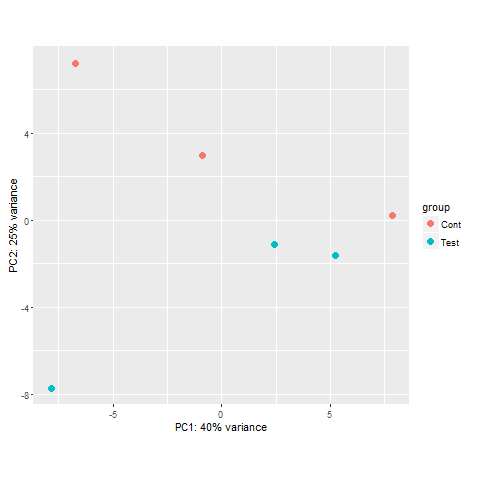 4
0
-4
-8
PC2: 25% variance
-5
0
5
PC1: 40% variance
group
Cont
Test